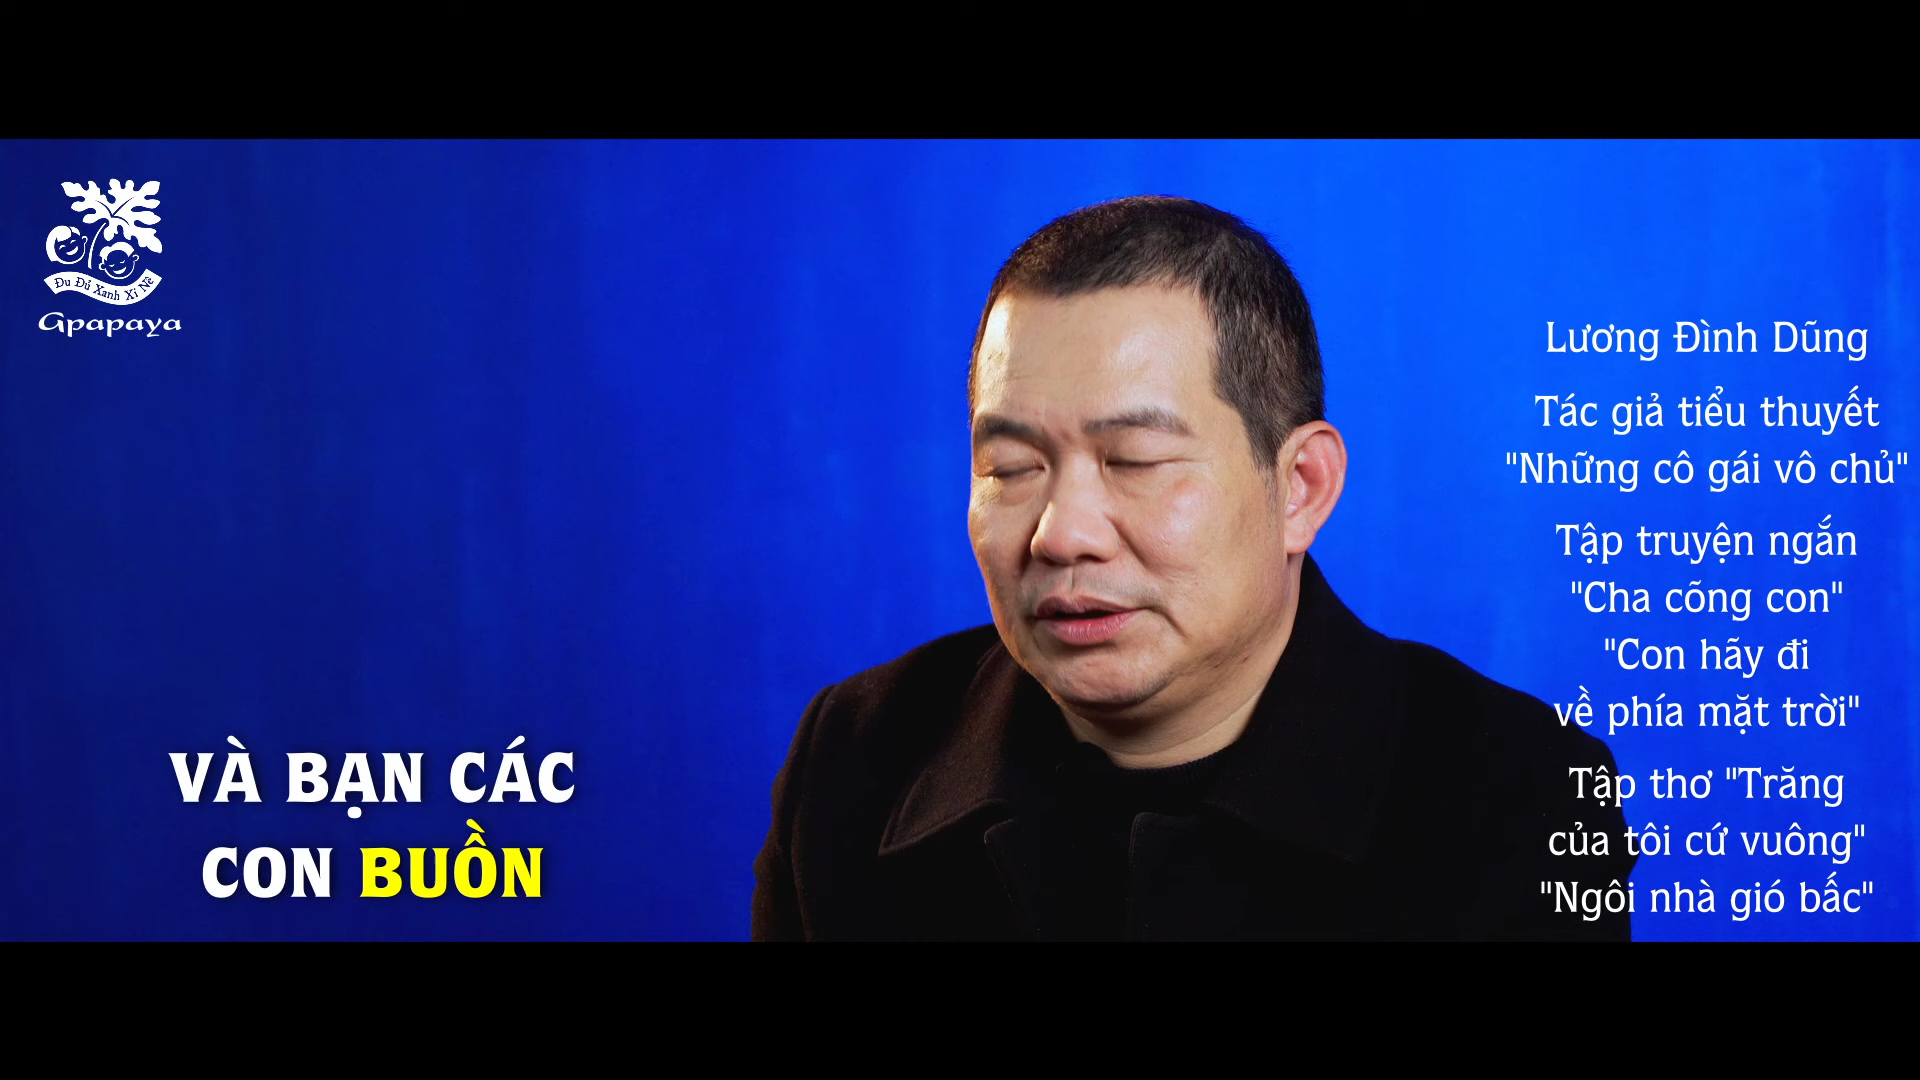 Đu Đủ Xanh Xi Nê
Gpapaya
Lương Đình Dũng
Tác giả tiểu thuyết
"Những cô gái vô chủ"
Tập truyện ngắn
"Cha cõng con"
"Con hãy đi
về phía mặt trời"
Tập thơ "Trăng
của tôi cứ vuông"
"Ngôi nhà gió bấc"
VÀ BẠN CÁC
CON BUỒN